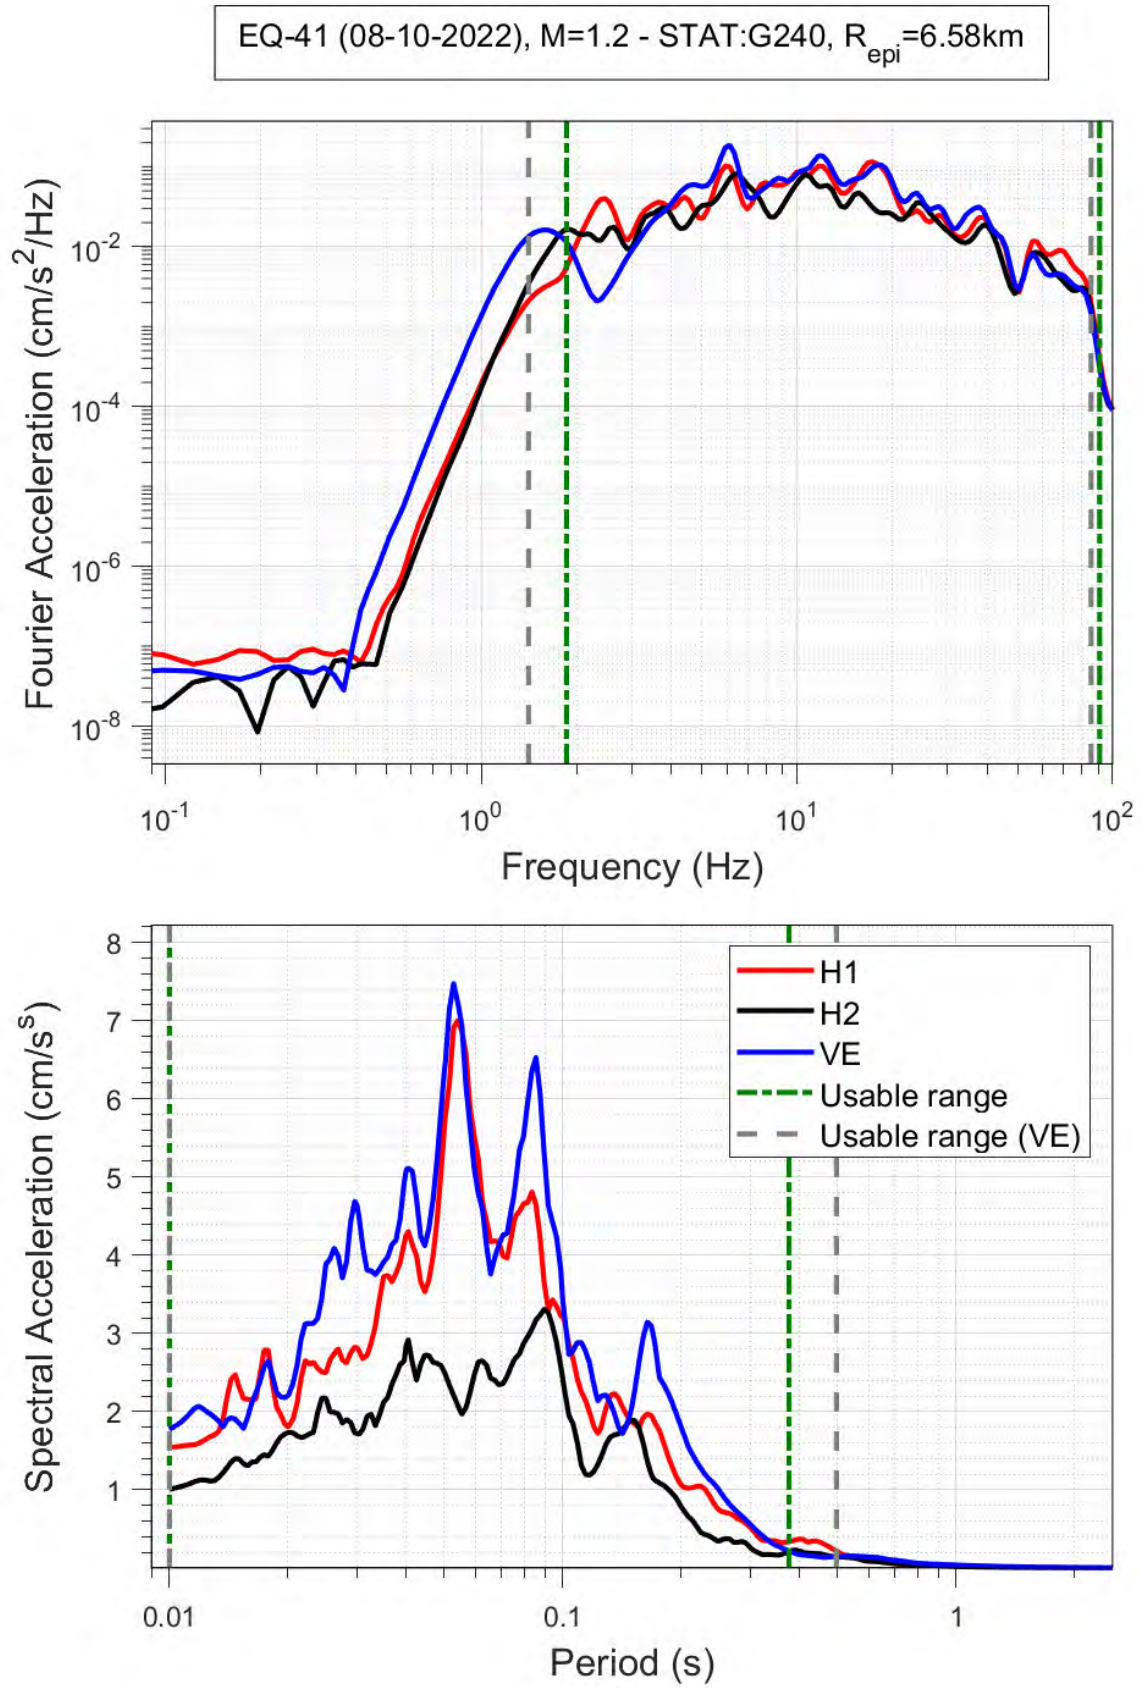 EQ-41 (08-10-2022), M=1.2 - STAT:G240, R_epi=6.58km
Fourier Acceleration (cm/s²/Hz)
10⁻²
10⁻⁴
10⁻⁶
10⁻⁸
10⁻¹ 10⁰ 10¹ 10²
Frequency (Hz)
Spectral Acceleration (cm/sˢ)
8
7
6
5
4
3
2
1
H1
H2
VE
Usable range
Usable range (VE)
0.01 0.1 1
Period (s)